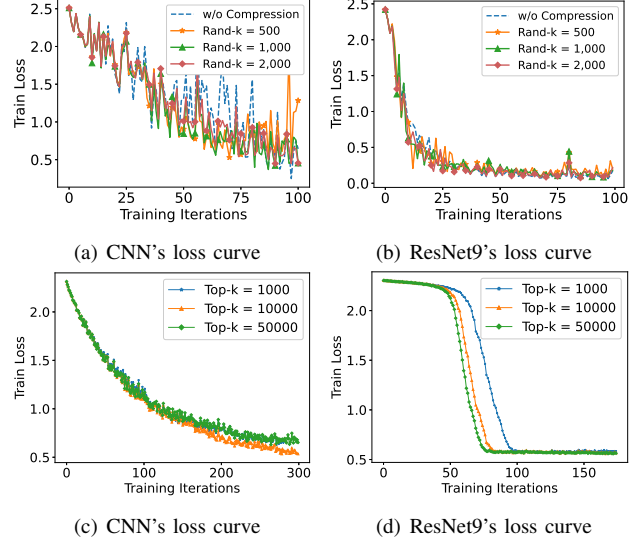 2.5
2.0
1.5
1.0
0.5
Train Loss
w/o Compression
Rand-k = 500
Rand-k = 1,000
Rand-k = 2,000
0 25 50 75 100
Training Iterations
(a) CNN's loss curve
2.5
2.0
1.5
1.0
0.5
0.0
Train Loss
w/o Compression
Rand-k = 500
Rand-k = 1,000
Rand-k = 2,000
0 25 50 75 100
Training Iterations
(b) ResNet9's loss curve
2.0
1.5
1.0
0.5
Train Loss
Top-k = 1000
Top-k = 10000
Top-k = 50000
0 100 200 300
Training Iterations
(c) CNN's loss curve
2.0
1.5
1.0
0.5
Train Loss
Top-k = 1000
Top-k = 10000
Top-k = 50000
0 50 100 150
Training Iterations
(d) ResNet9's loss curve